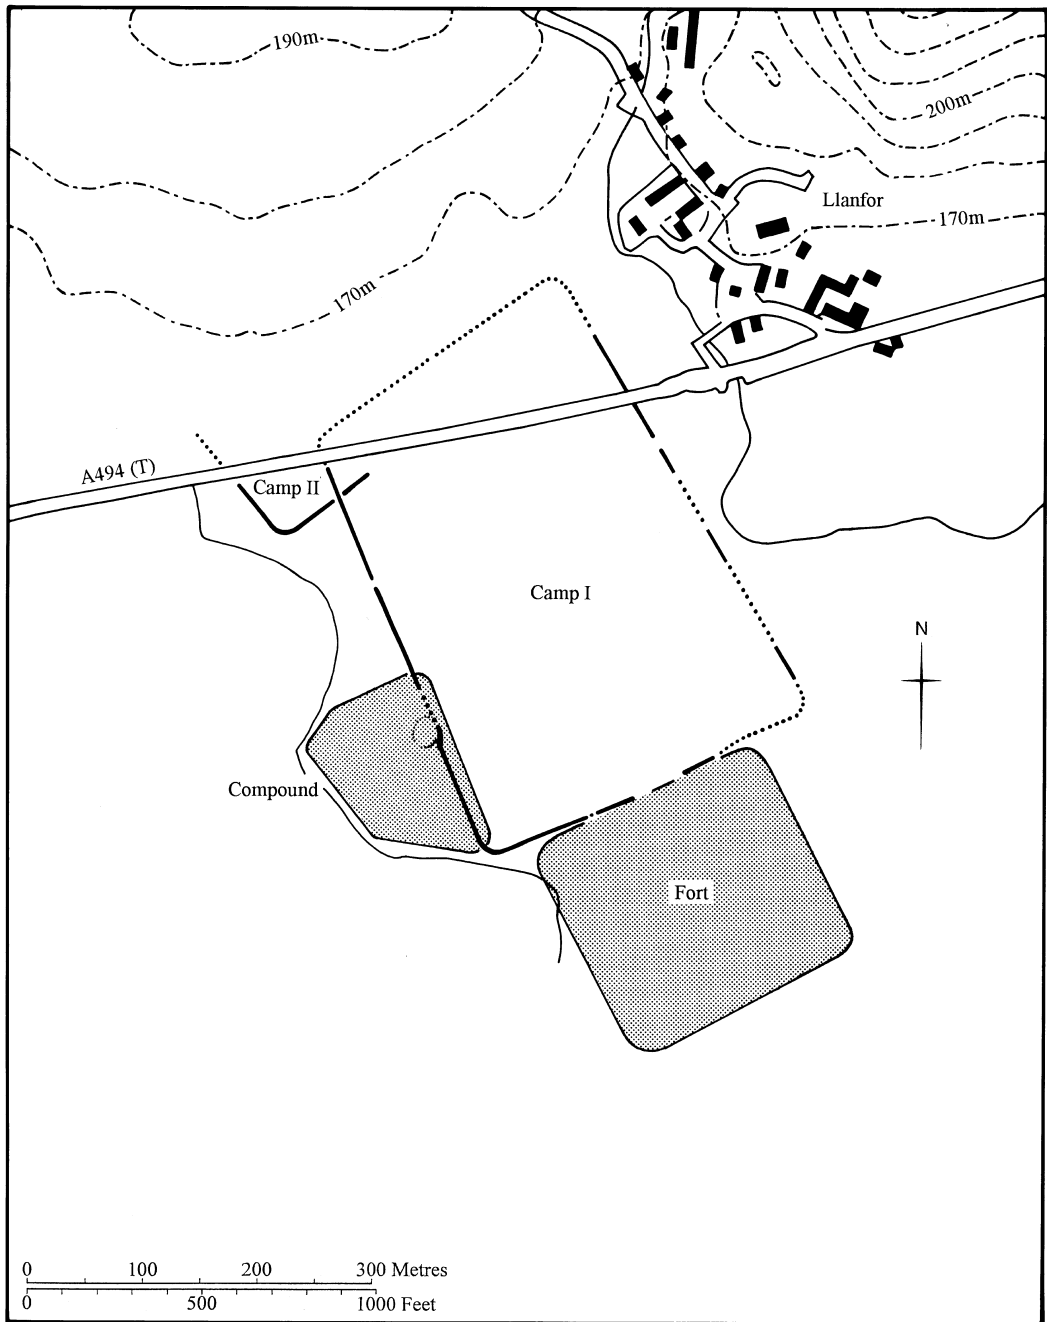 190m
200m
Llanfor
170m
170m
A494 (T)
Camp II
Camp I
N
Compound
Fort
0 100 200 300 Metres
0 500 1000 Feet